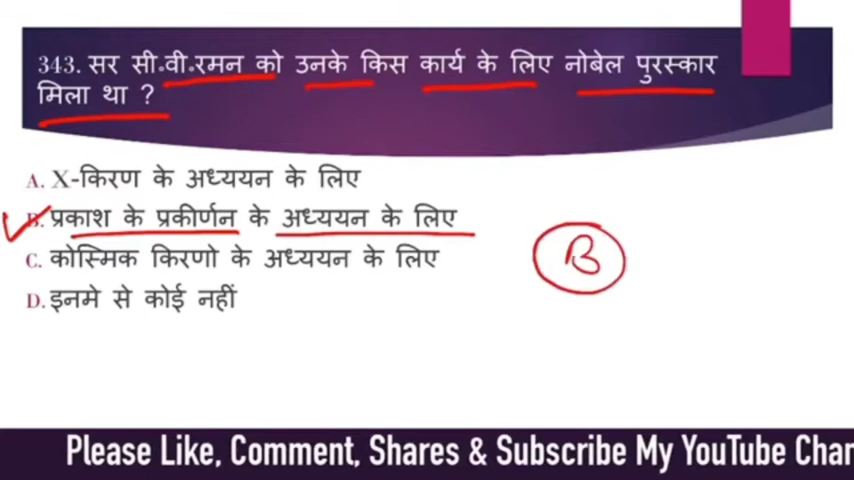 343. सर सी.वी.रमन को उनके किस कार्य के लिए नोबेल पुरस्कार
मिला था ?
A. X-किरण के अध्ययन के लिए
B. प्रकाश के प्रकीर्णन के अध्ययन के लिए
B
C. कोस्मिक किरणो के अध्ययन के लिए
D. इनमे से कोई नहीं
Please Like, Comment, Shares & Subscribe My YouTube Chan